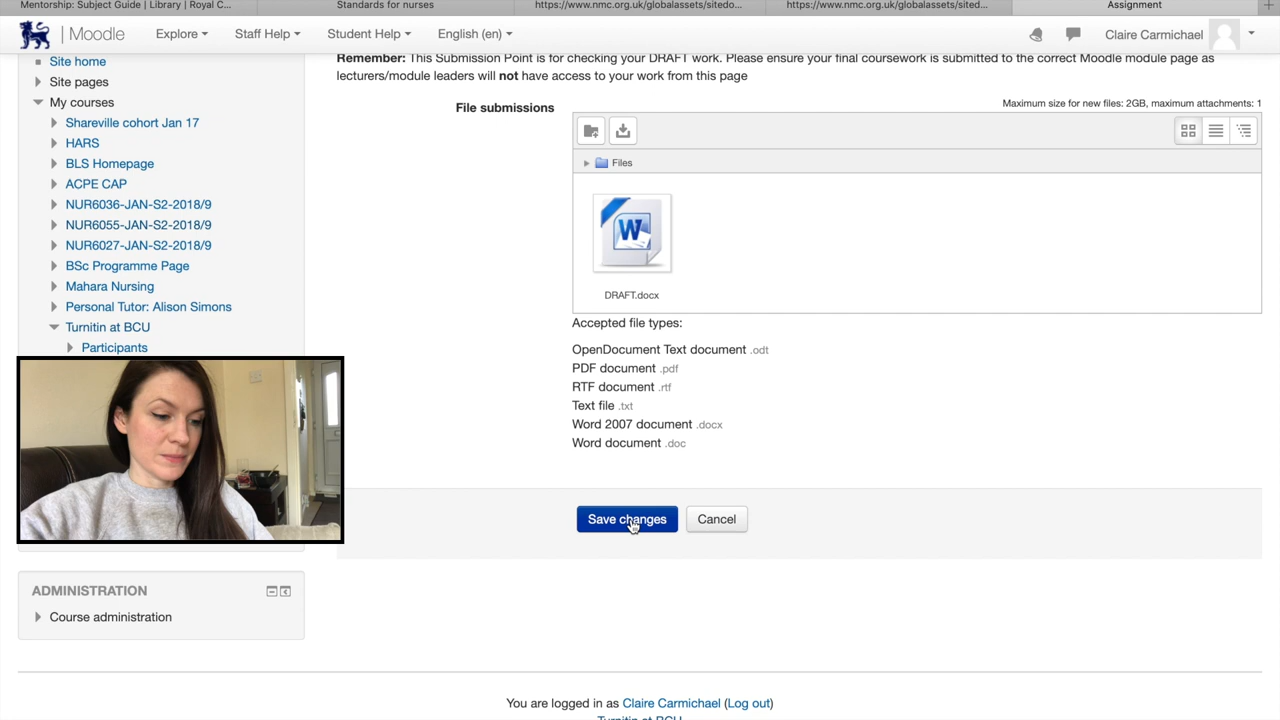 Mentorship: Subject Guide | Library | Royal C...
Standards for nurses
https://www.nmc.org.uk/globalassets/sitedo...
https://www.nmc.org.uk/globalassets/sited...
Assignment
| Moodle
Explore
Staff Help
Student Help
English (en)
Claire Carmichael
Site home
Site pages
My courses
Shareville cohort Jan 17
HARS
BLS Homepage
ACPE CAP
NUR6036-JAN-S2-2018/9
NUR6055-JAN-S2-2018/9
NUR6027-JAN-S2-2018/9
BSc Programme Page
Mahara Nursing
Personal Tutor: Alison Simons
Turnitin at BCU
Participants
ADMINISTRATION
Course administration
Remember: This Submission Point is for checking your DRAFT work. Please ensure your final coursework is submitted to the correct Moodle module page as
lecturers/module leaders will not have access to your work from this page
File submissions
Maximum size for new files: 2GB, maximum attachments: 1
Files
W
DRAFT.docx
Accepted file types:
OpenDocument Text document .odt
PDF document .pdf
RTF document .rtf
Text file .txt
Word 2007 document .docx
Word document .doc
Save changes
Cancel
You are logged in as Claire Carmichael (Log out)
Turnitin at BCU